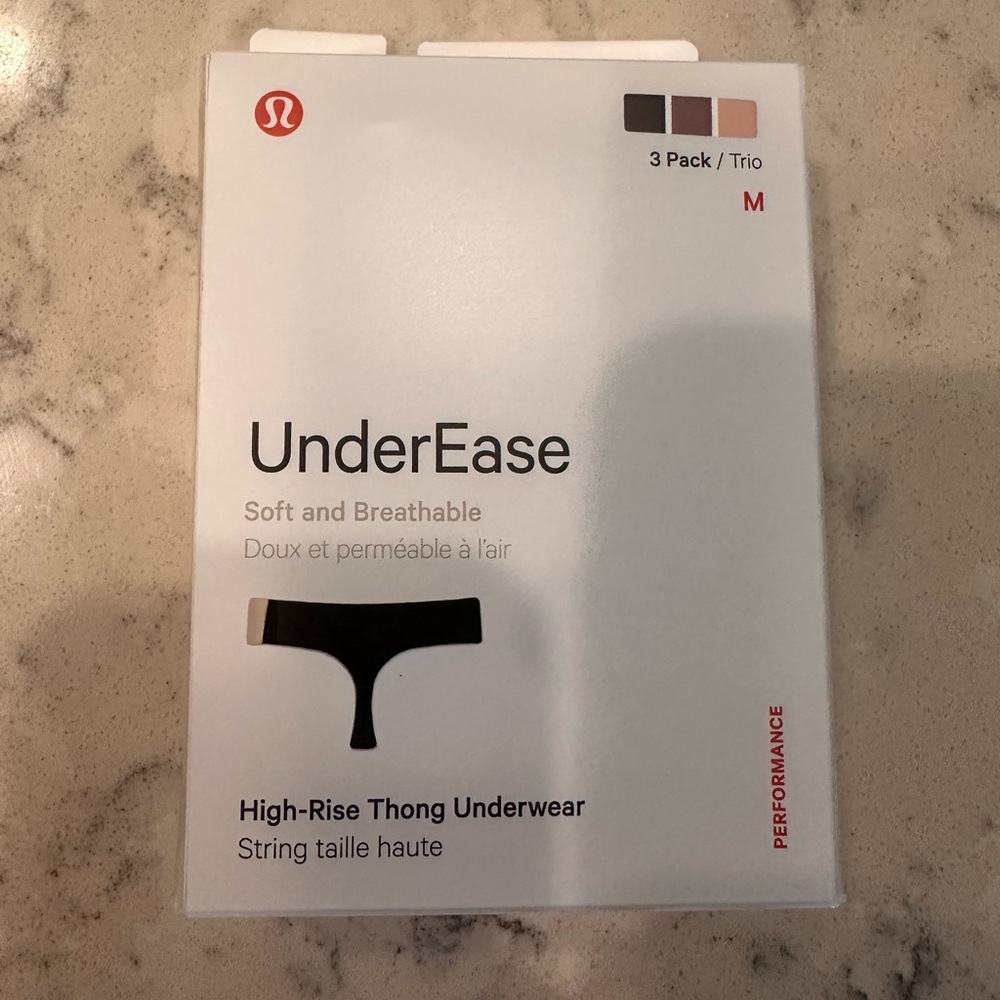 3 Pack / Trio
M
UnderEase
Soft and Breathable
Doux et perméable à l'air
High-Rise Thong Underwear
String taille haute
PERFORMANCE